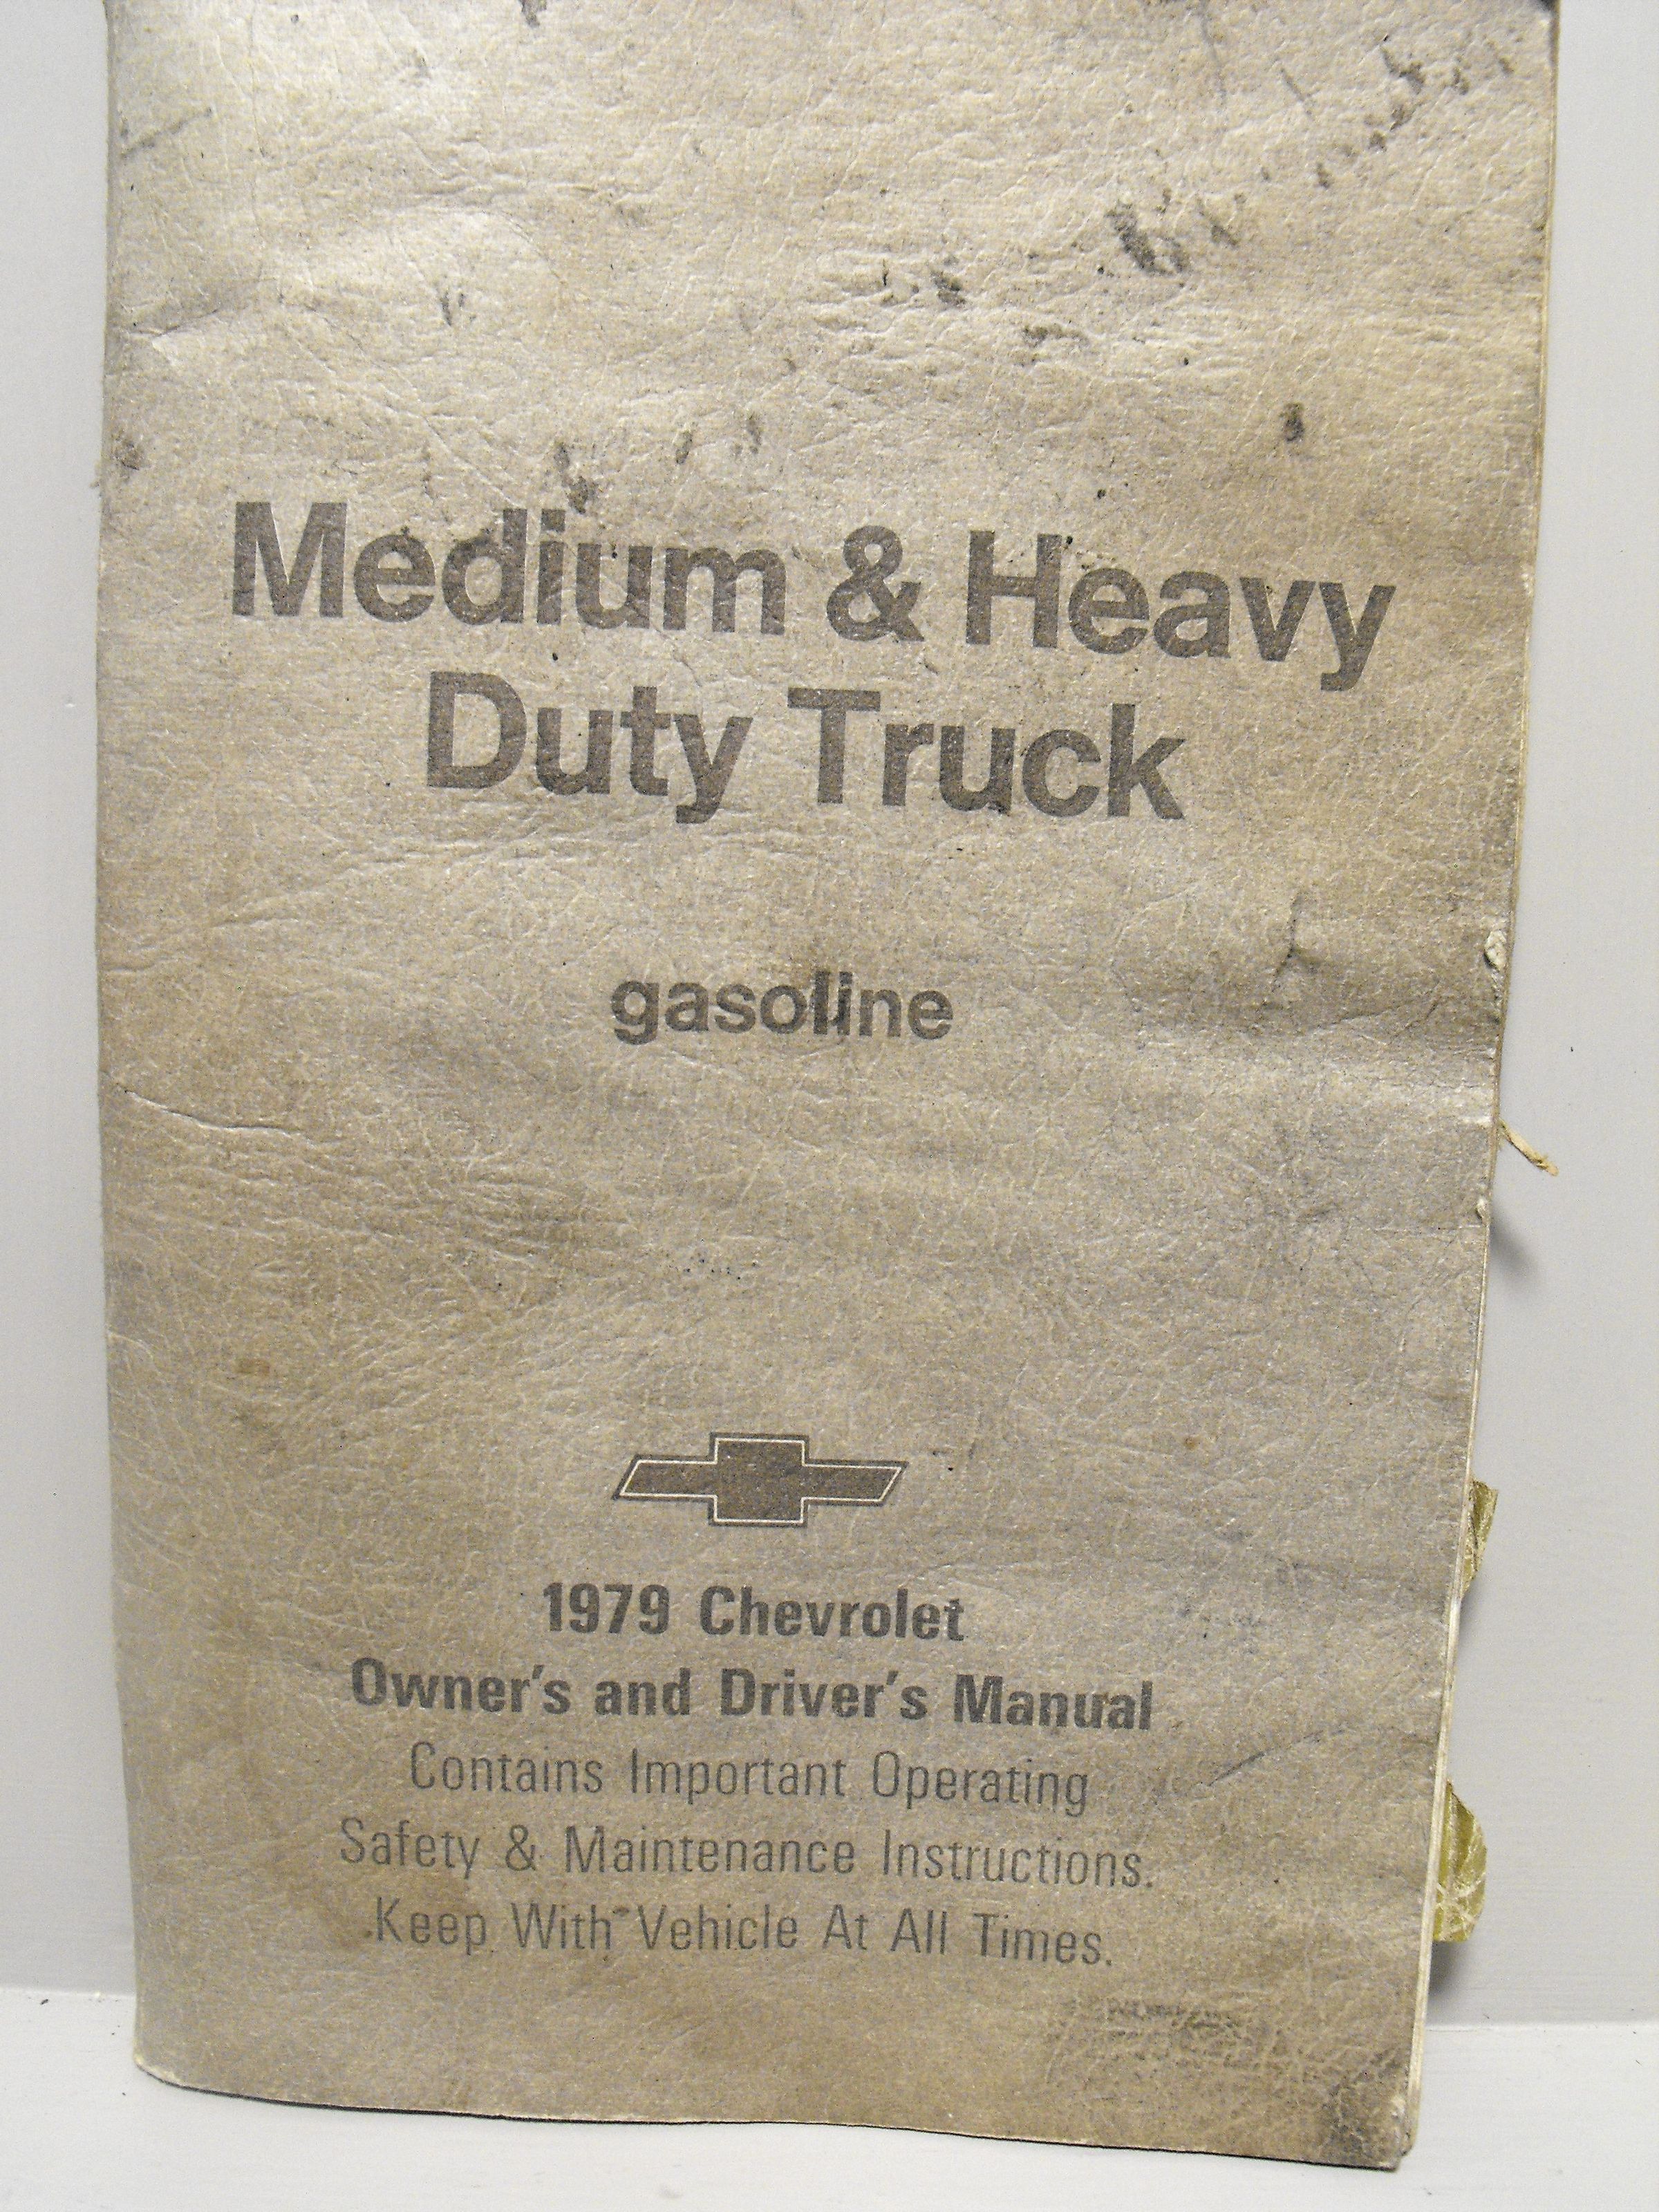 Medium & Heavy
Duty Truck
gasoline
1979 Chevrolet
Owner's and Driver's Manual
Contains Important Operating
Safety & Maintenance Instructions.
Keep With Vehicle At All Times.